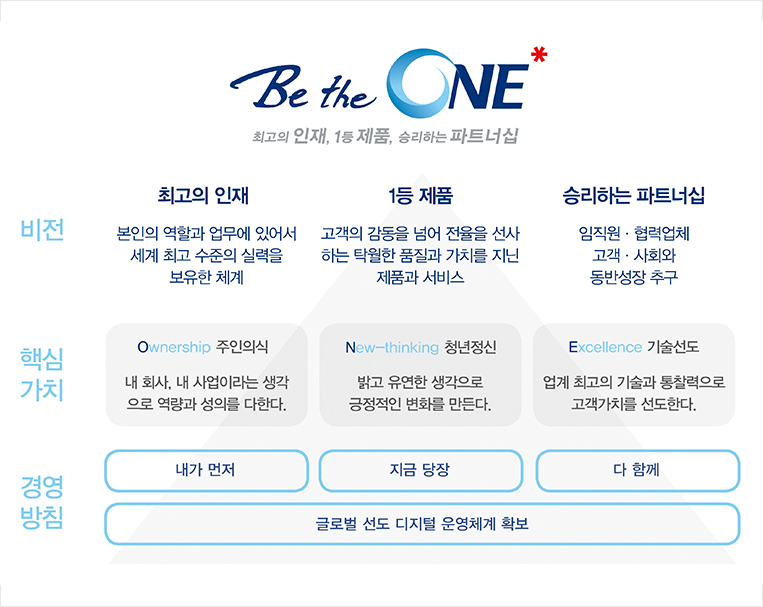 Be the ONE*
최고의 인재, 1등 제품, 승리하는 파트너십
비전
최고의 인재
본인의 역할과 업무에 있어서
세계 최고 수준의 실력을
보유한 체계
1등 제품
고객의 감동을 넘어 전율을 선사
하는 탁월한 품질과 가치를 지닌
제품과 서비스
승리하는 파트너십
임직원 · 협력업체
고객 · 사회와
동반성장 추구
핵심
가치
Ownership 주인의식
내 회사, 내 사업이라는 생각
으로 역량과 성의를 다한다.
New-thinking 청년정신
밝고 유연한 생각으로
긍정적인 변화를 만든다.
Excellence 기술선도
업계 최고의 기술과 통찰력으로
고객가치를 선도한다.
경영
방침
내가 먼저
지금 당장
다 함께
글로벌 선도 디지털 운영체계 확보